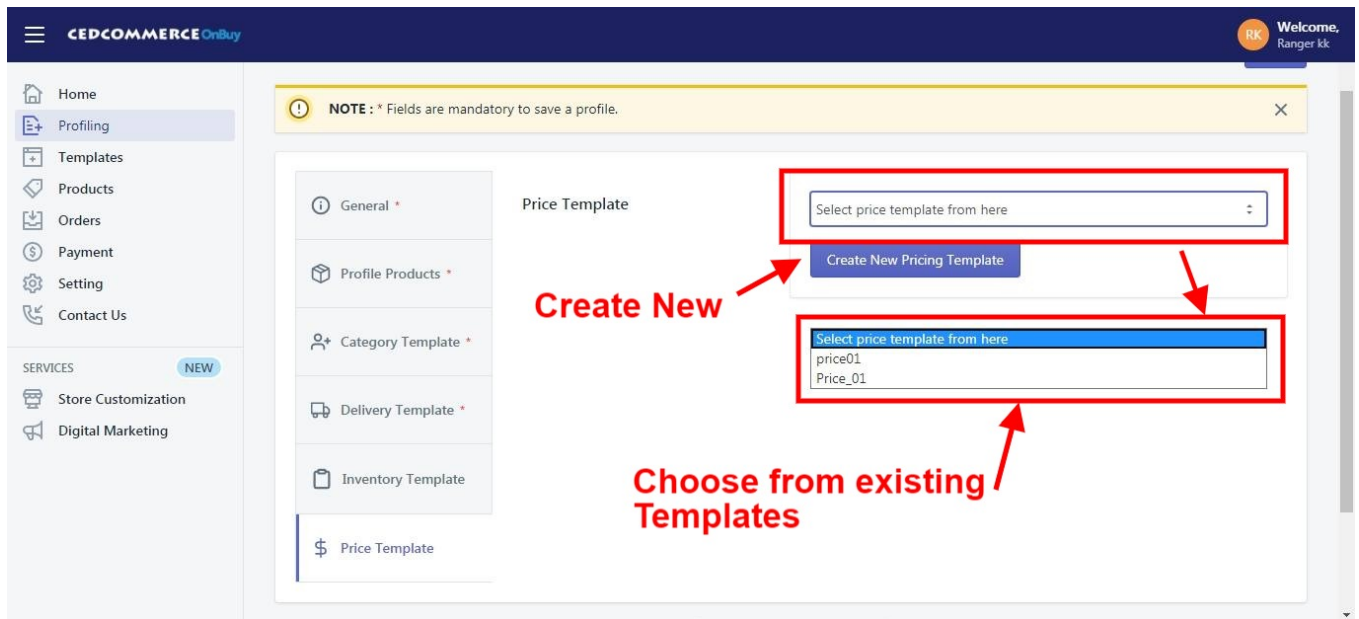 CEDCOMMERCE OnBuy
RK
Welcome,
Ranger kk
Home
Profiling
Templates
Products
Orders
Payment
Setting
Contact Us
SERVICES
NEW
Store Customization
Digital Marketing
NOTE : * Fields are mandatory to save a profile.
General *
Profile Products *
Category Template *
Delivery Template *
Inventory Template
Price Template
Price Template
Select price template from here
Create New Pricing Template
Create New
Select price template from here
price01
Price_01
Choose from existing
Templates